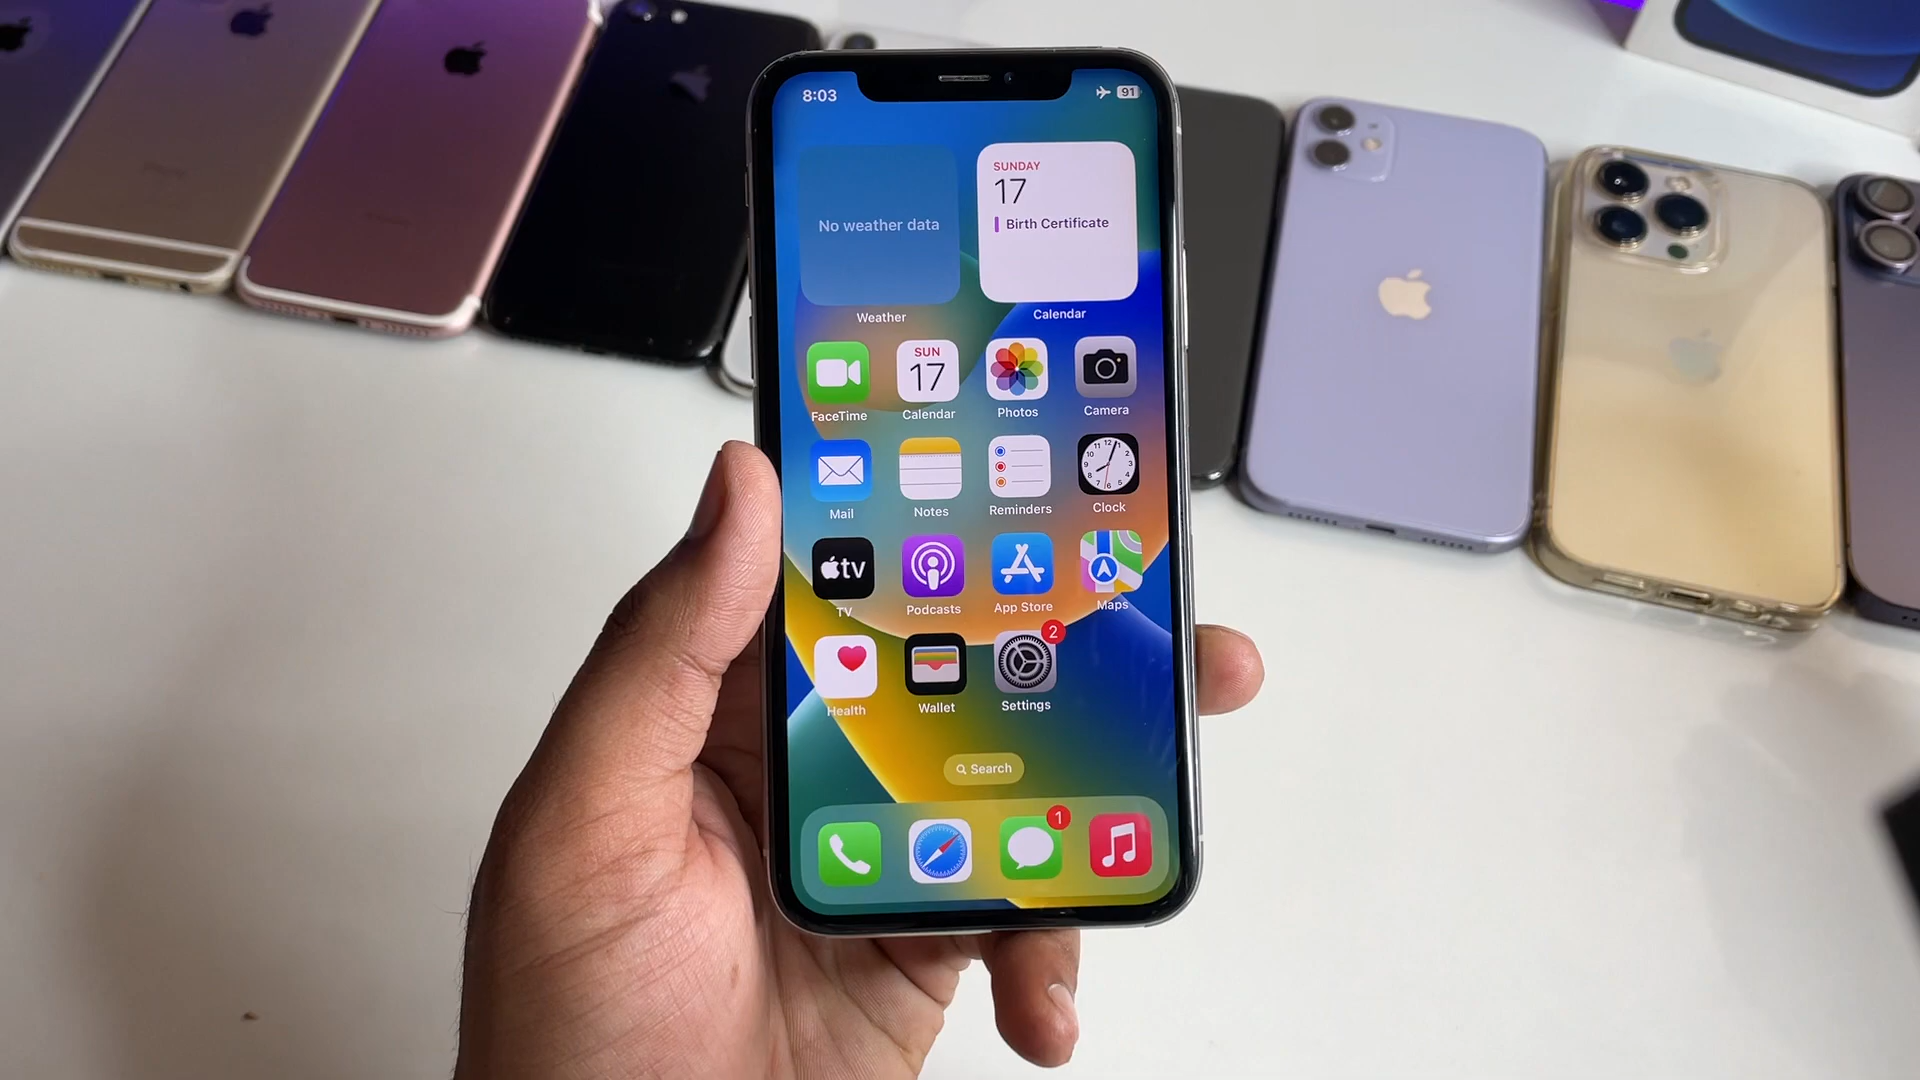 8:03
91
No weather data
SUNDAY
17
Birth Certificate
Weather
Calendar
SUN
17
FaceTime
Calendar
Photos
Camera
Mail
Notes
Reminders
Clock
tv
TV
Podcasts
App Store
Maps
2
Health
Wallet
Settings
Search
1